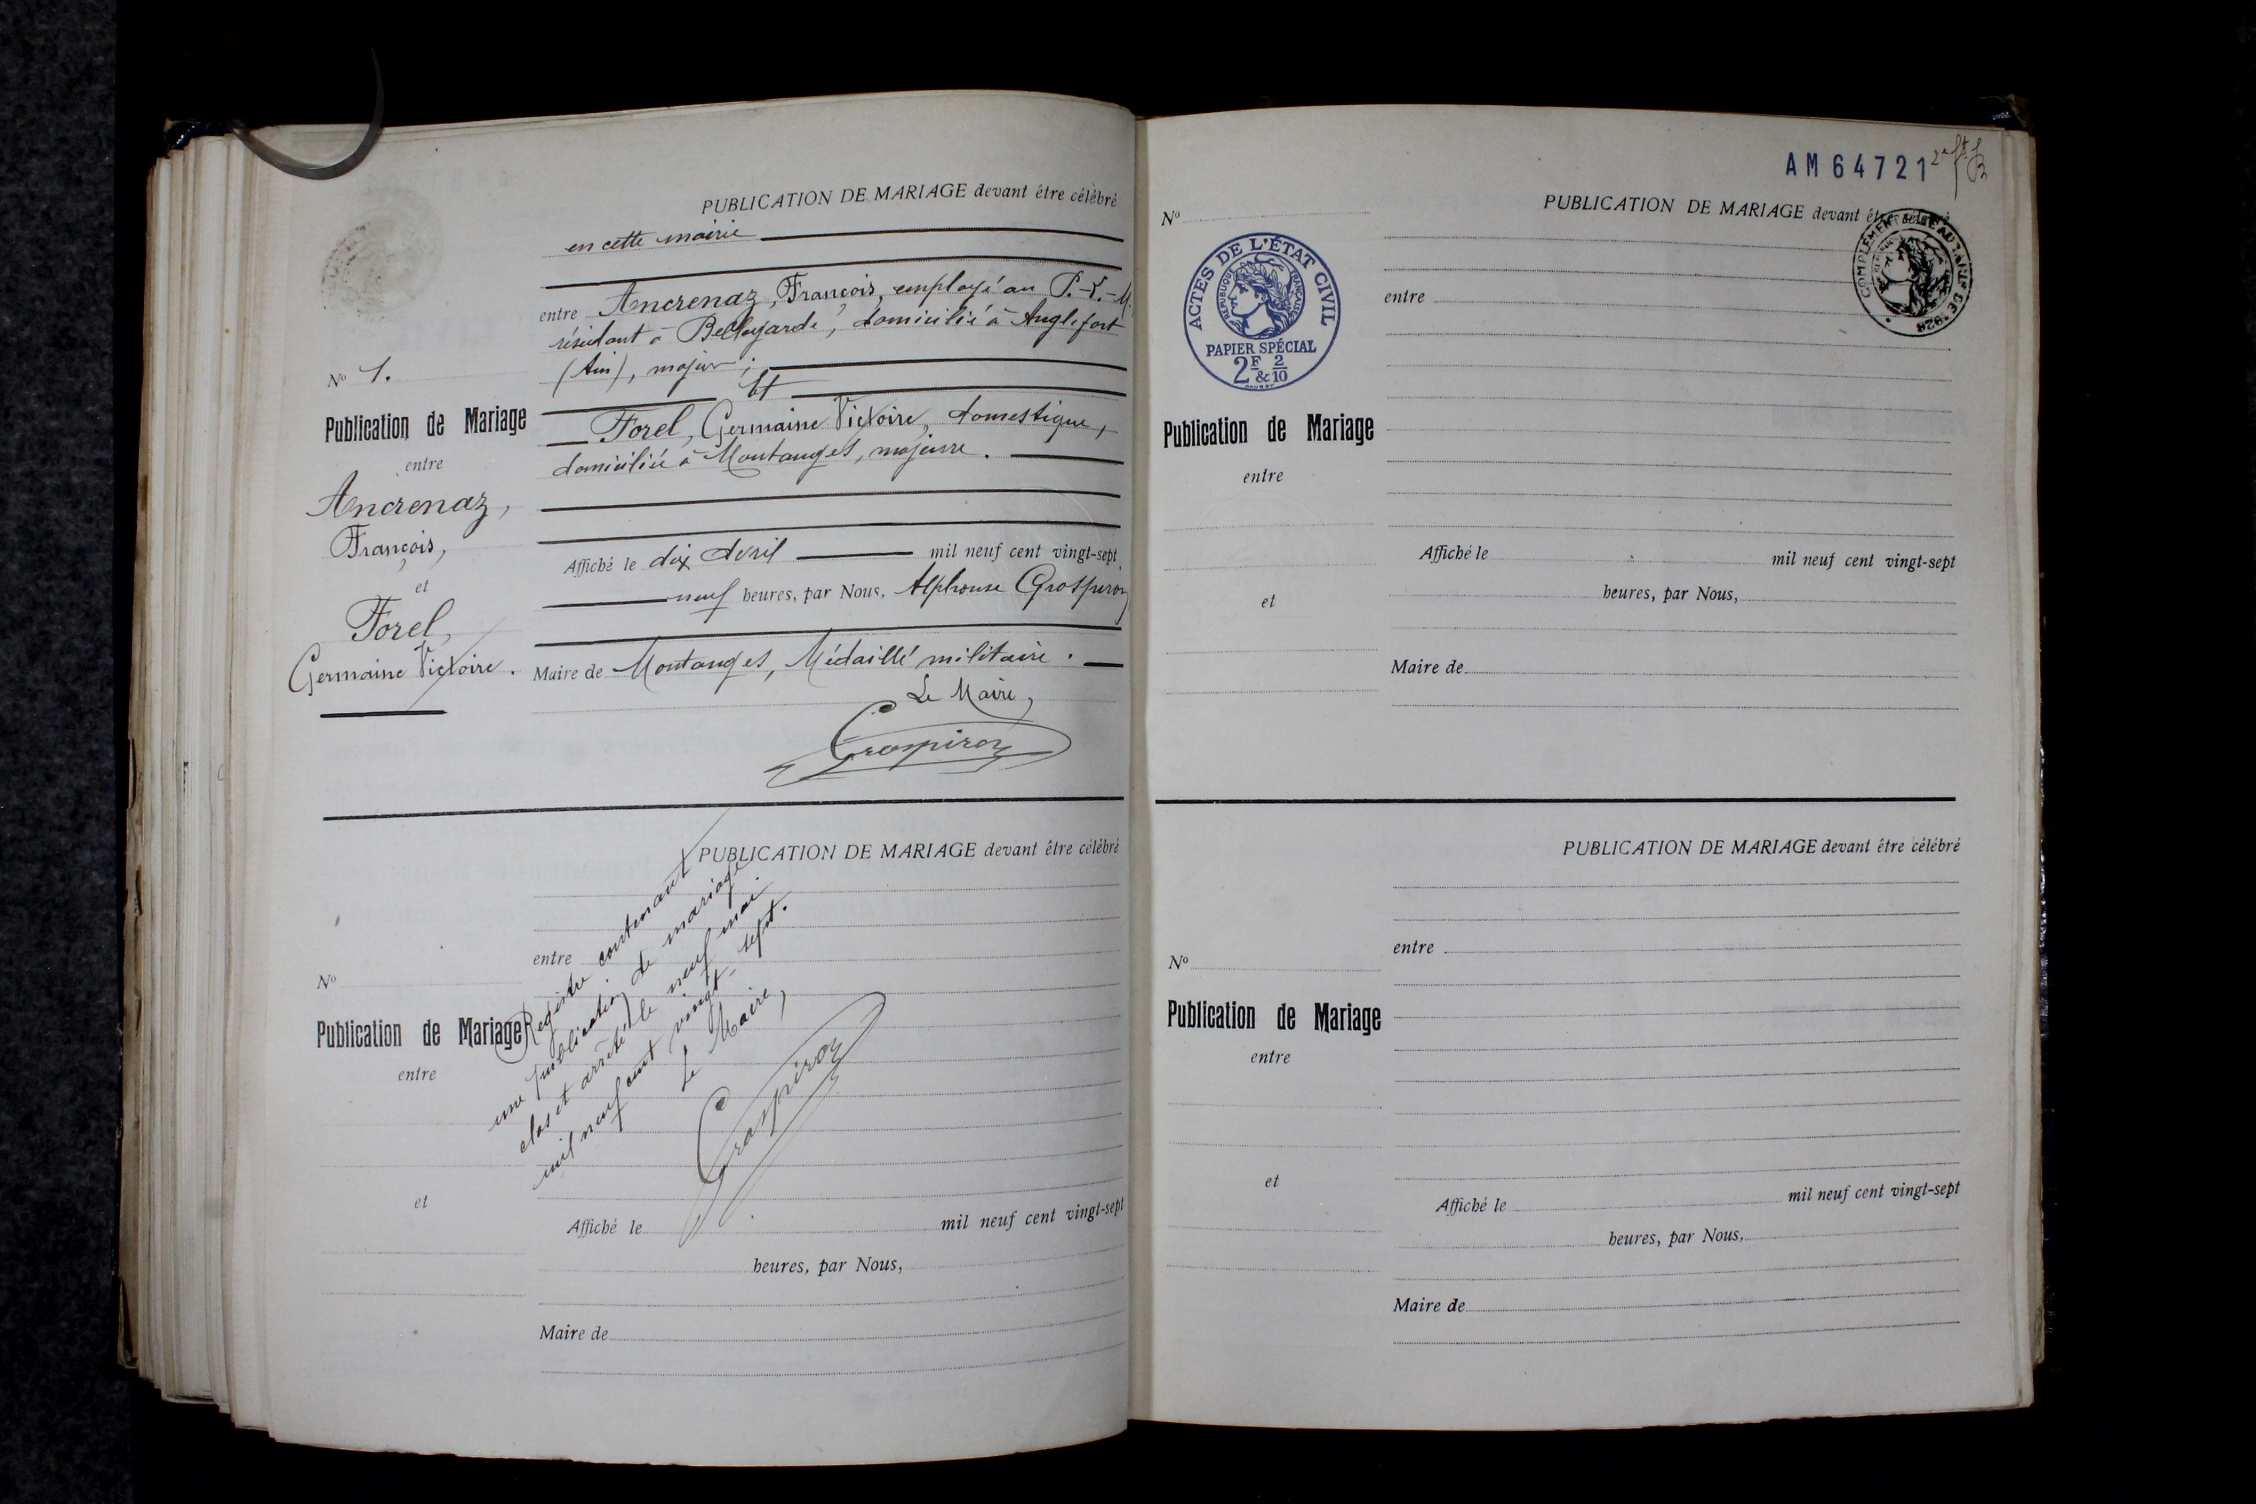 PUBLICATION DE MARIAGE devant être célébré
en cette mairie
entre Ancrenaz, François, employé au P.-L.-M.
résidant à Bellegarde, domicilié à Anglefort
(Ain), majeur ;
Et
Forel, Germaine Victoire, domestique,
domiciliée à Montanges, majeure.
Affiché le dix Avril mil neuf cent vingt-sept
neuf heures, par Nous, Alphonse Grospiron
Maire de Montanges, Médaillé militaire.
Le Maire,
Grospiron
No 1.
Publication de Mariage
entre
Ancrenaz,
François,
et
Forel,
Germaine Victoire.
PUBLICATION DE MARIAGE devant être célébré
entre
No
Publication de Mariage
entre
et
Registre contenant
une publication de mariage
clos et arrêté le neuf mai
mil neuf cent vingt-sept.
Le Maire,
Grospiron
Affiché le mil neuf cent vingt-sept
heures, par Nous,
Maire de
AM64721
No
PUBLICATION DE MARIAGE devant
ACTES DE L'ÉTAT CIVIL
RÉPUBLIQUE FRANÇAISE
PAPIER SPÉCIAL
2F & 2/10
COMPLÉMENT DE
entre
Publication de Mariage
entre
et
Affiché le mil neuf cent vingt-sept
heures, par Nous,
Maire de
PUBLICATION DE MARIAGE devant être célébré
entre
No
Publication de Mariage
entre
et
Affiché le mil neuf cent vingt-sept
heures, par Nous,
Maire de